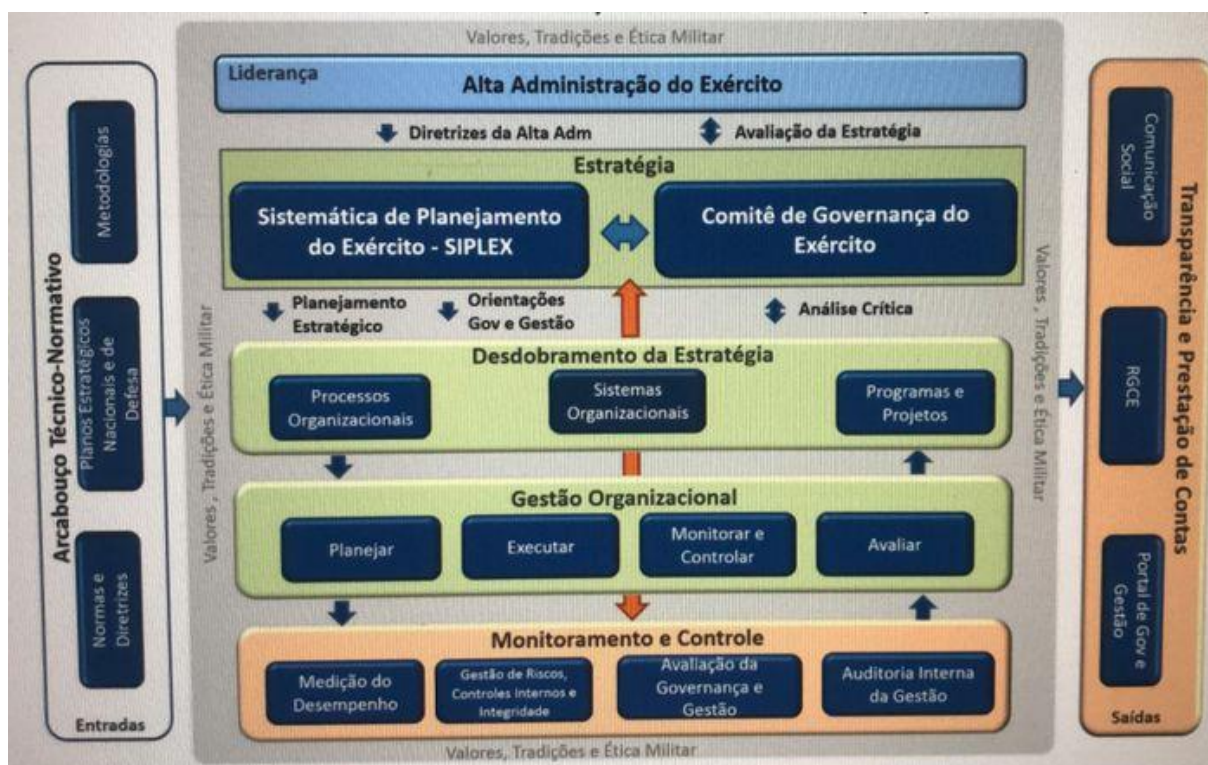 Valores, Tradições e Ética Militar
Liderança
Alta Administração do Exército
Diretrizes da Alta Adm
Avaliação da Estratégia
Estratégia
Sistemática de Planejamento
do Exército - SIPLEX
Comitê de Governança do
Exército
Planejamento
Estratégico
Orientações
Gov e Gestão
Análise Crítica
Desdobramento da Estratégia
Processos
Organizacionais
Sistemas
Organizacionais
Programas e
Projetos
Gestão Organizacional
Planejar
Executar
Monitorar e
Controlar
Avaliar
Monitoramento e Controle
Medição do
Desempenho
Gestão de Riscos,
Controles Internos e
Integridade
Avaliação da
Governança e
Gestão
Auditoria Interna
da Gestão
Valores, Tradições e Ética Militar
Arcabouço Técnico-Normativo
Metodologias
Planos Estratégicos
Nacionais e de
Defesa
Normas e
Diretrizes
Entradas
Valores , Tradições e Ética Militar
Valores , Tradições e Ética Militar
Comunicação
Social
RGCE
Portal de Gov e
Gestão
Transparência e Prestação de Contas
Saídas